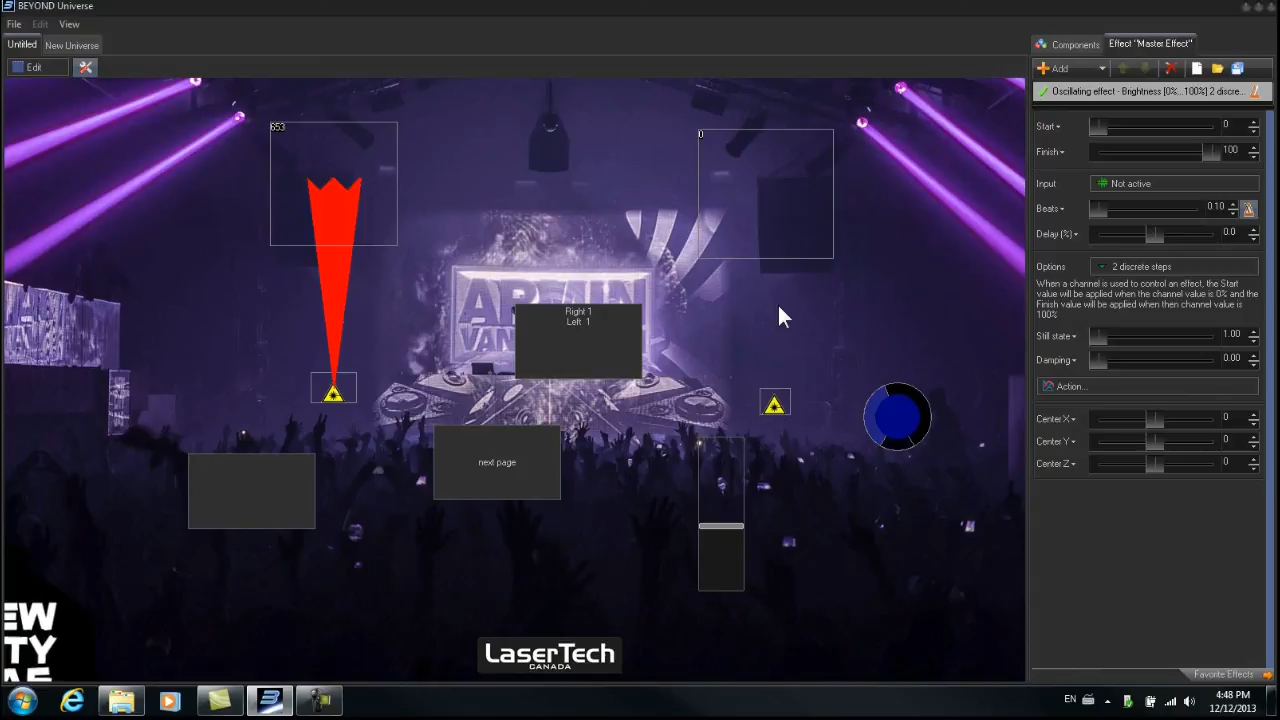 BEYOND Universe
File Edit View
Untitled New Universe
Edit
Components Effect "Master Effect"
Add
Oscillating effect - Brightness [0%...100%] 2 discre...
Start 0
Finish 100
Input Not active
Beats 0.10
Delay (%) 0.0
Options 2 discrete steps
When a channel is used to control an effect, the Start
value will be applied when the channel value is 0% and the
Finish value will be applied when then channel value is
100%
Still state 1.00
Damping 0.00
Action...
Center X 0
Center Y 0
Center Z 0
653
0
ARMIN
VAN
Right 1
Left 1
next page
EW
TY
LaserTech
CANADA
Favorite Effects
EN
4:48 PM
12/12/2013